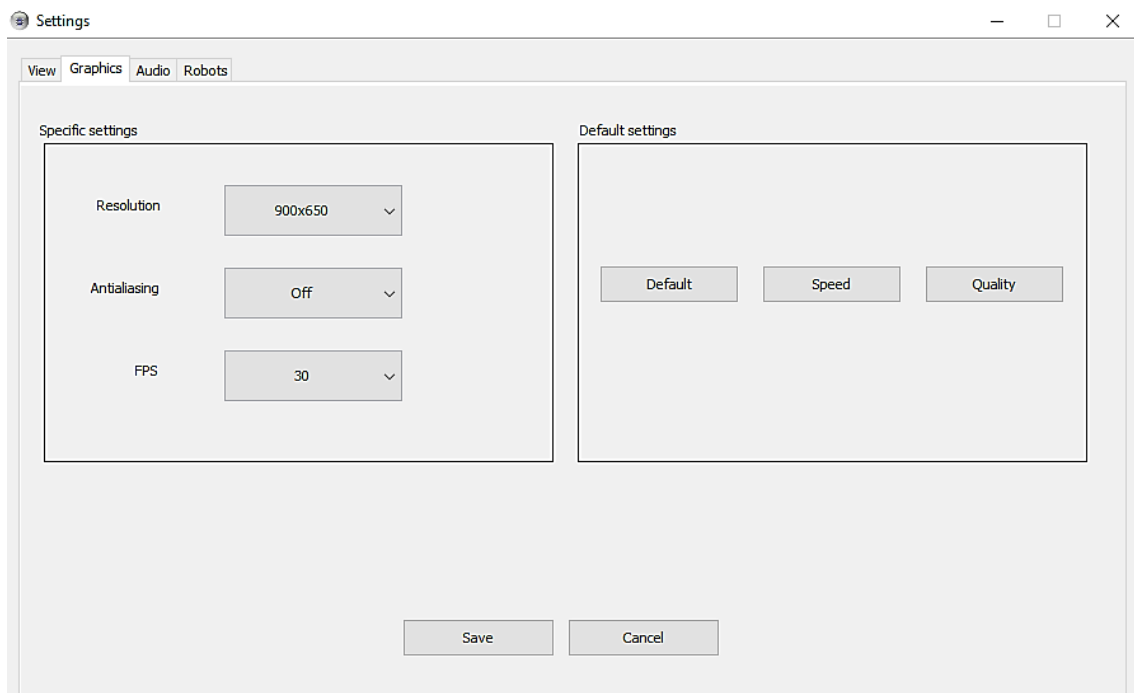 Settings
View Graphics Audio Robots
Specific settings
Resolution 900x650
Antialiasing Off
FPS 30
Default settings
Default Speed Quality
Save Cancel